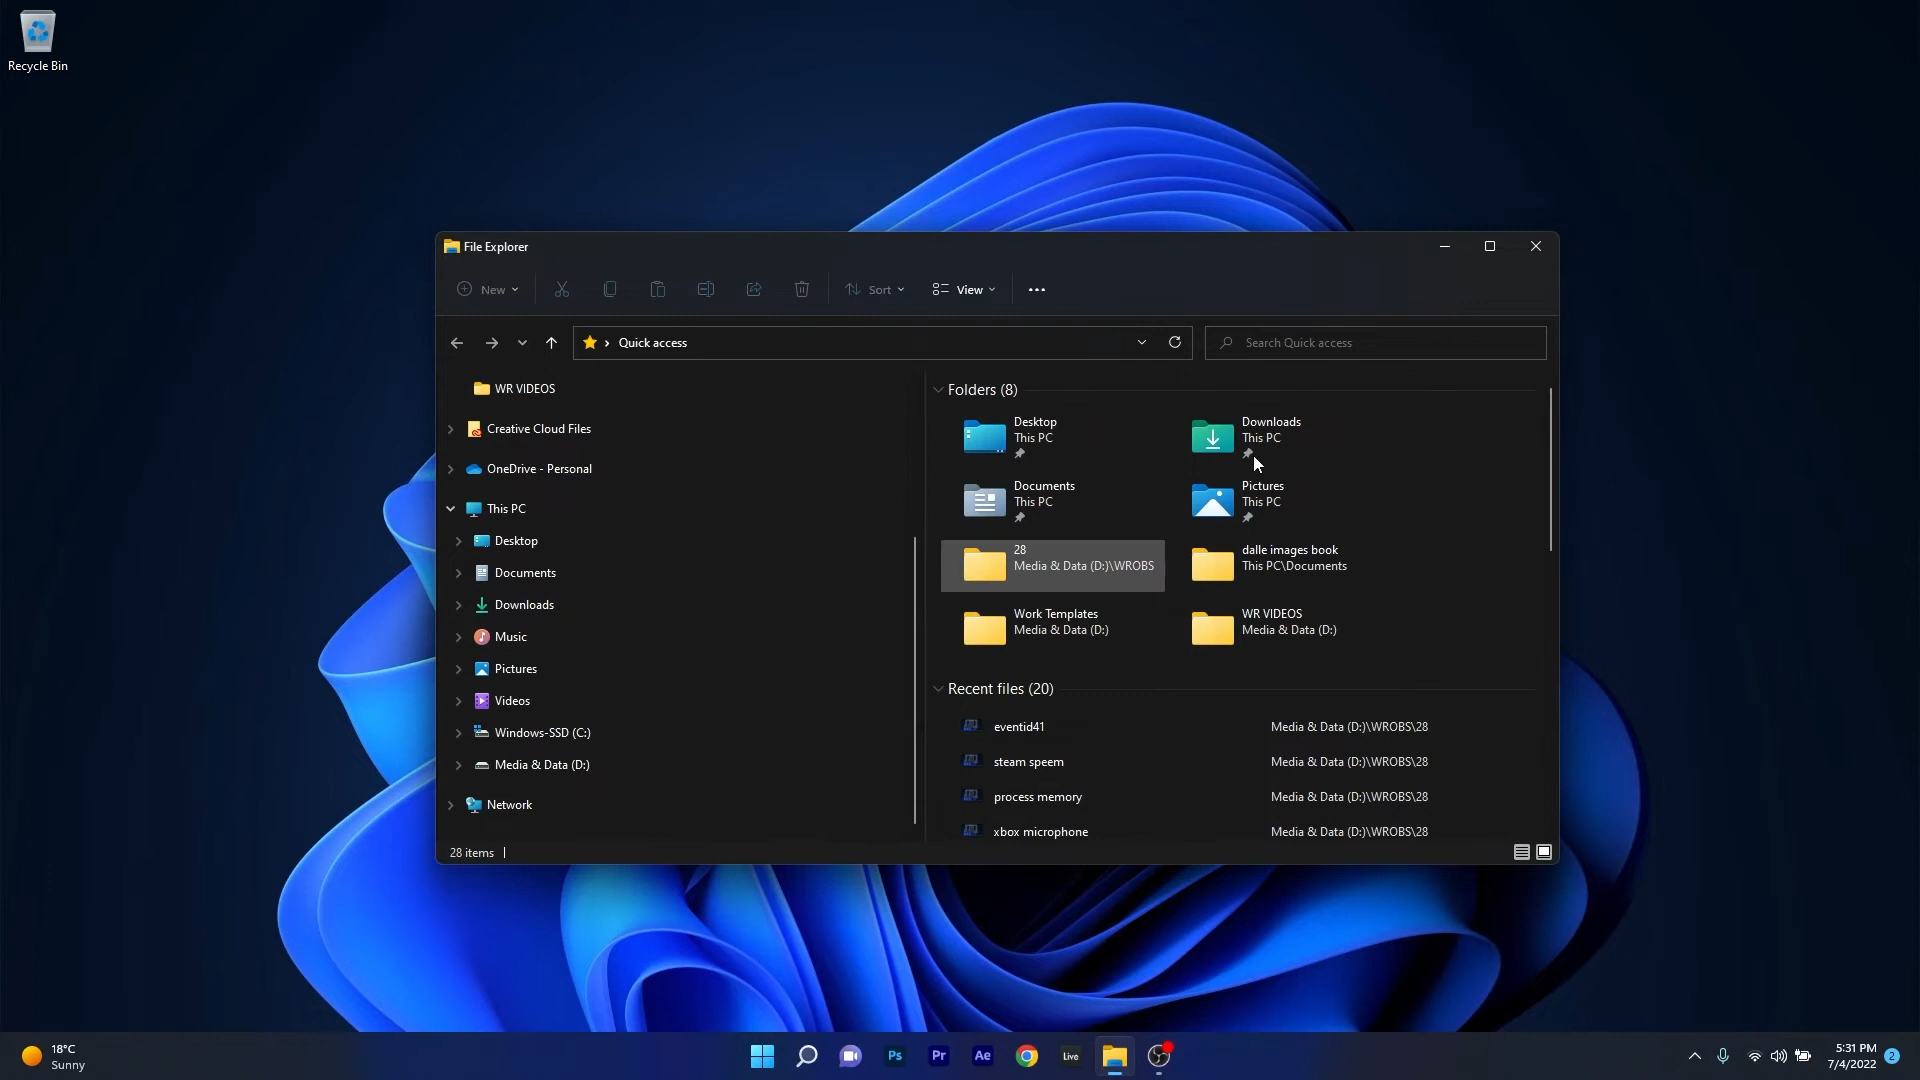 Recycle Bin
File Explorer
New
Sort
View
Quick access
Search Quick access
WR VIDEOS
Creative Cloud Files
OneDrive - Personal
This PC
Desktop
Documents
Downloads
Music
Pictures
Videos
Windows-SSD (C:)
Media & Data (D:)
Network
Folders (8)
Desktop
This PC
Downloads
This PC
Documents
This PC
Pictures
This PC
28
Media & Data (D:)\WROBS
dalle images book
This PC\Documents
Work Templates
Media & Data (D:)
WR VIDEOS
Media & Data (D:)
Recent files (20)
eventid41 Media & Data (D:)\WROBS\28
steam speem Media & Data (D:)\WROBS\28
process memory Media & Data (D:)\WROBS\28
xbox microphone Media & Data (D:)\WROBS\28
28 items
18°C
Sunny
Ps
Pr
Ae
Live
5:31 PM
7/4/2022
2